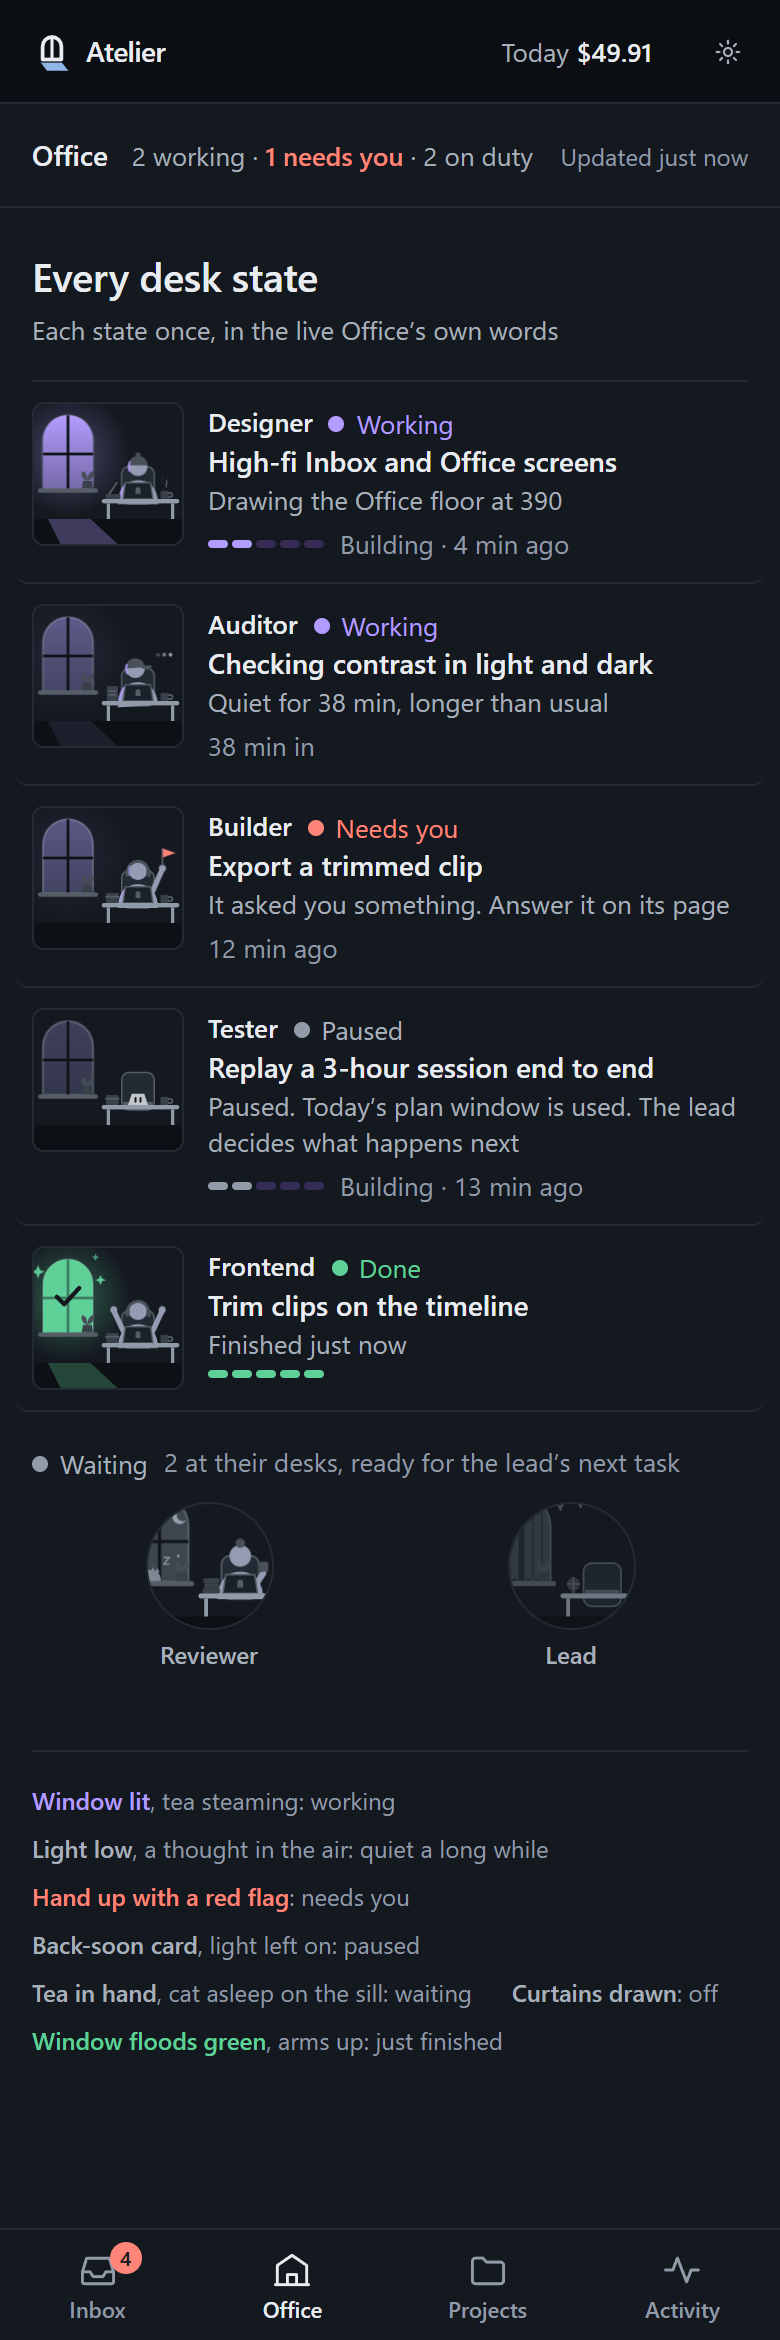 Atelier
Today $49.91
Office 2 working · 1 needs you · 2 on duty Updated just now
Every desk state
Each state once, in the live Office’s own words
Designer Working
High-fi Inbox and Office screens
Drawing the Office floor at 390
Building · 4 min ago
Auditor Working
Checking contrast in light and dark
Quiet for 38 min, longer than usual
38 min in
Builder Needs you
Export a trimmed clip
It asked you something. Answer it on its page
12 min ago
Tester Paused
Replay a 3-hour session end to end
Paused. Today’s plan window is used. The lead
decides what happens next
Building · 13 min ago
Frontend Done
Trim clips on the timeline
Finished just now
Waiting 2 at their desks, ready for the lead’s next task
z
Reviewer
Lead
Window lit, tea steaming: working
Light low, a thought in the air: quiet a long while
Hand up with a red flag: needs you
Back-soon card, light left on: paused
Tea in hand, cat asleep on the sill: waiting Curtains drawn: off
Window floods green, arms up: just finished
4
Inbox
Office
Projects
Activity